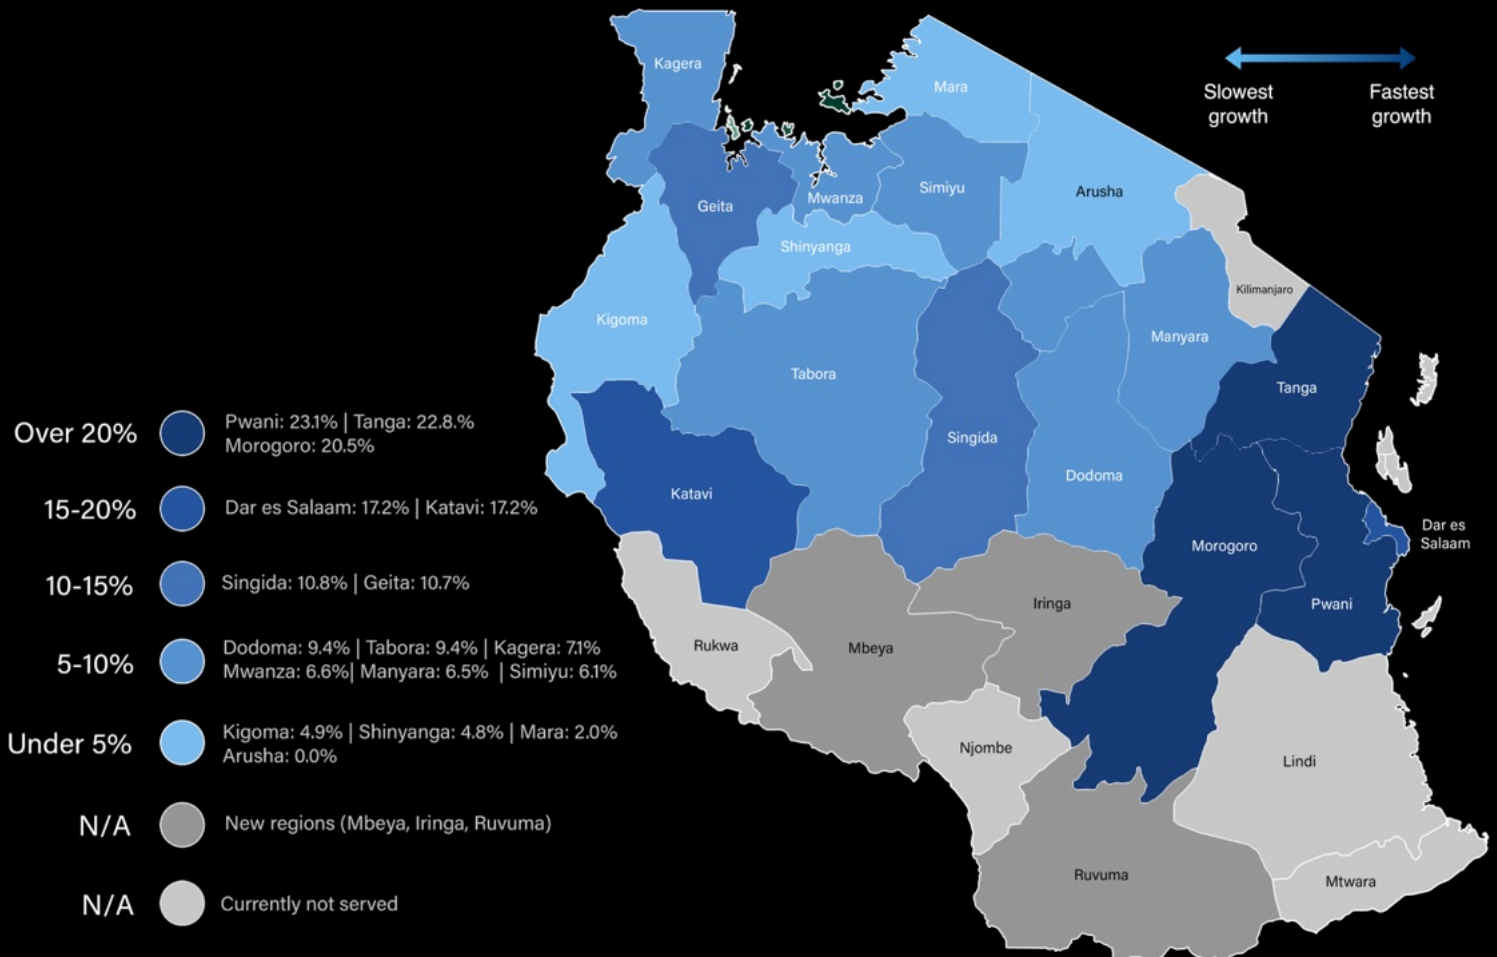 Slowest growth
Fastest growth
Kagera
Mara
Geita
Mwanza
Simiyu
Arusha
Shinyanga
Kilimanjaro
Kigoma
Tabora
Manyara
Tanga
Singida
Dodoma
Katavi
Morogoro
Dar es
Salaam
Pwani
Iringa
Rukwa
Mbeya
Njombe
Lindi
Ruvuma
Mtwara
Over 20%
Pwani: 23.1% | Tanga: 22.8.%
Morogoro: 20.5%
15-20%
Dar es Salaam: 17.2% | Katavi: 17.2%
10-15%
Singida: 10.8% | Geita: 10.7%
5-10%
Dodoma: 9.4% | Tabora: 9.4% | Kagera: 7.1%
Mwanza: 6.6%| Manyara: 6.5% | Simiyu: 6.1%
Under 5%
Kigoma: 4.9% | Shinyanga: 4.8% | Mara: 2.0%
Arusha: 0.0%
N/A
New regions (Mbeya, Iringa, Ruvuma)
N/A
Currently not served